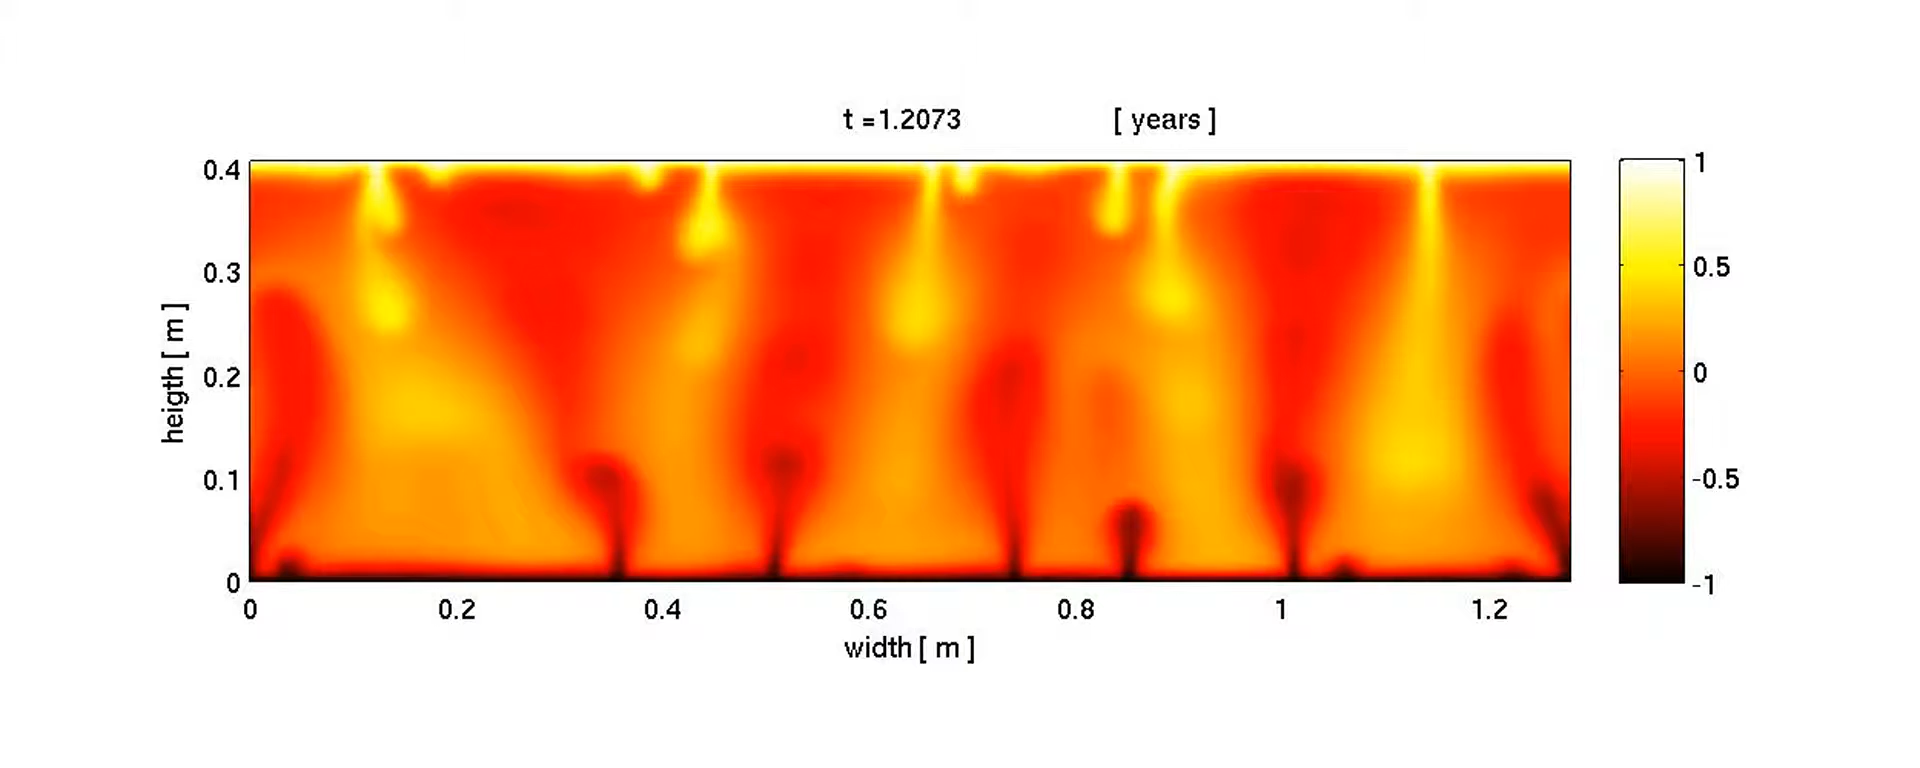 t =1.2073 [ years ]
0.4
0.3
0.2
0.1
0
heigth [ m ]
0 0.2 0.4 0.6 0.8 1 1.2
width [ m ]
1
0.5
0
-0.5
-1